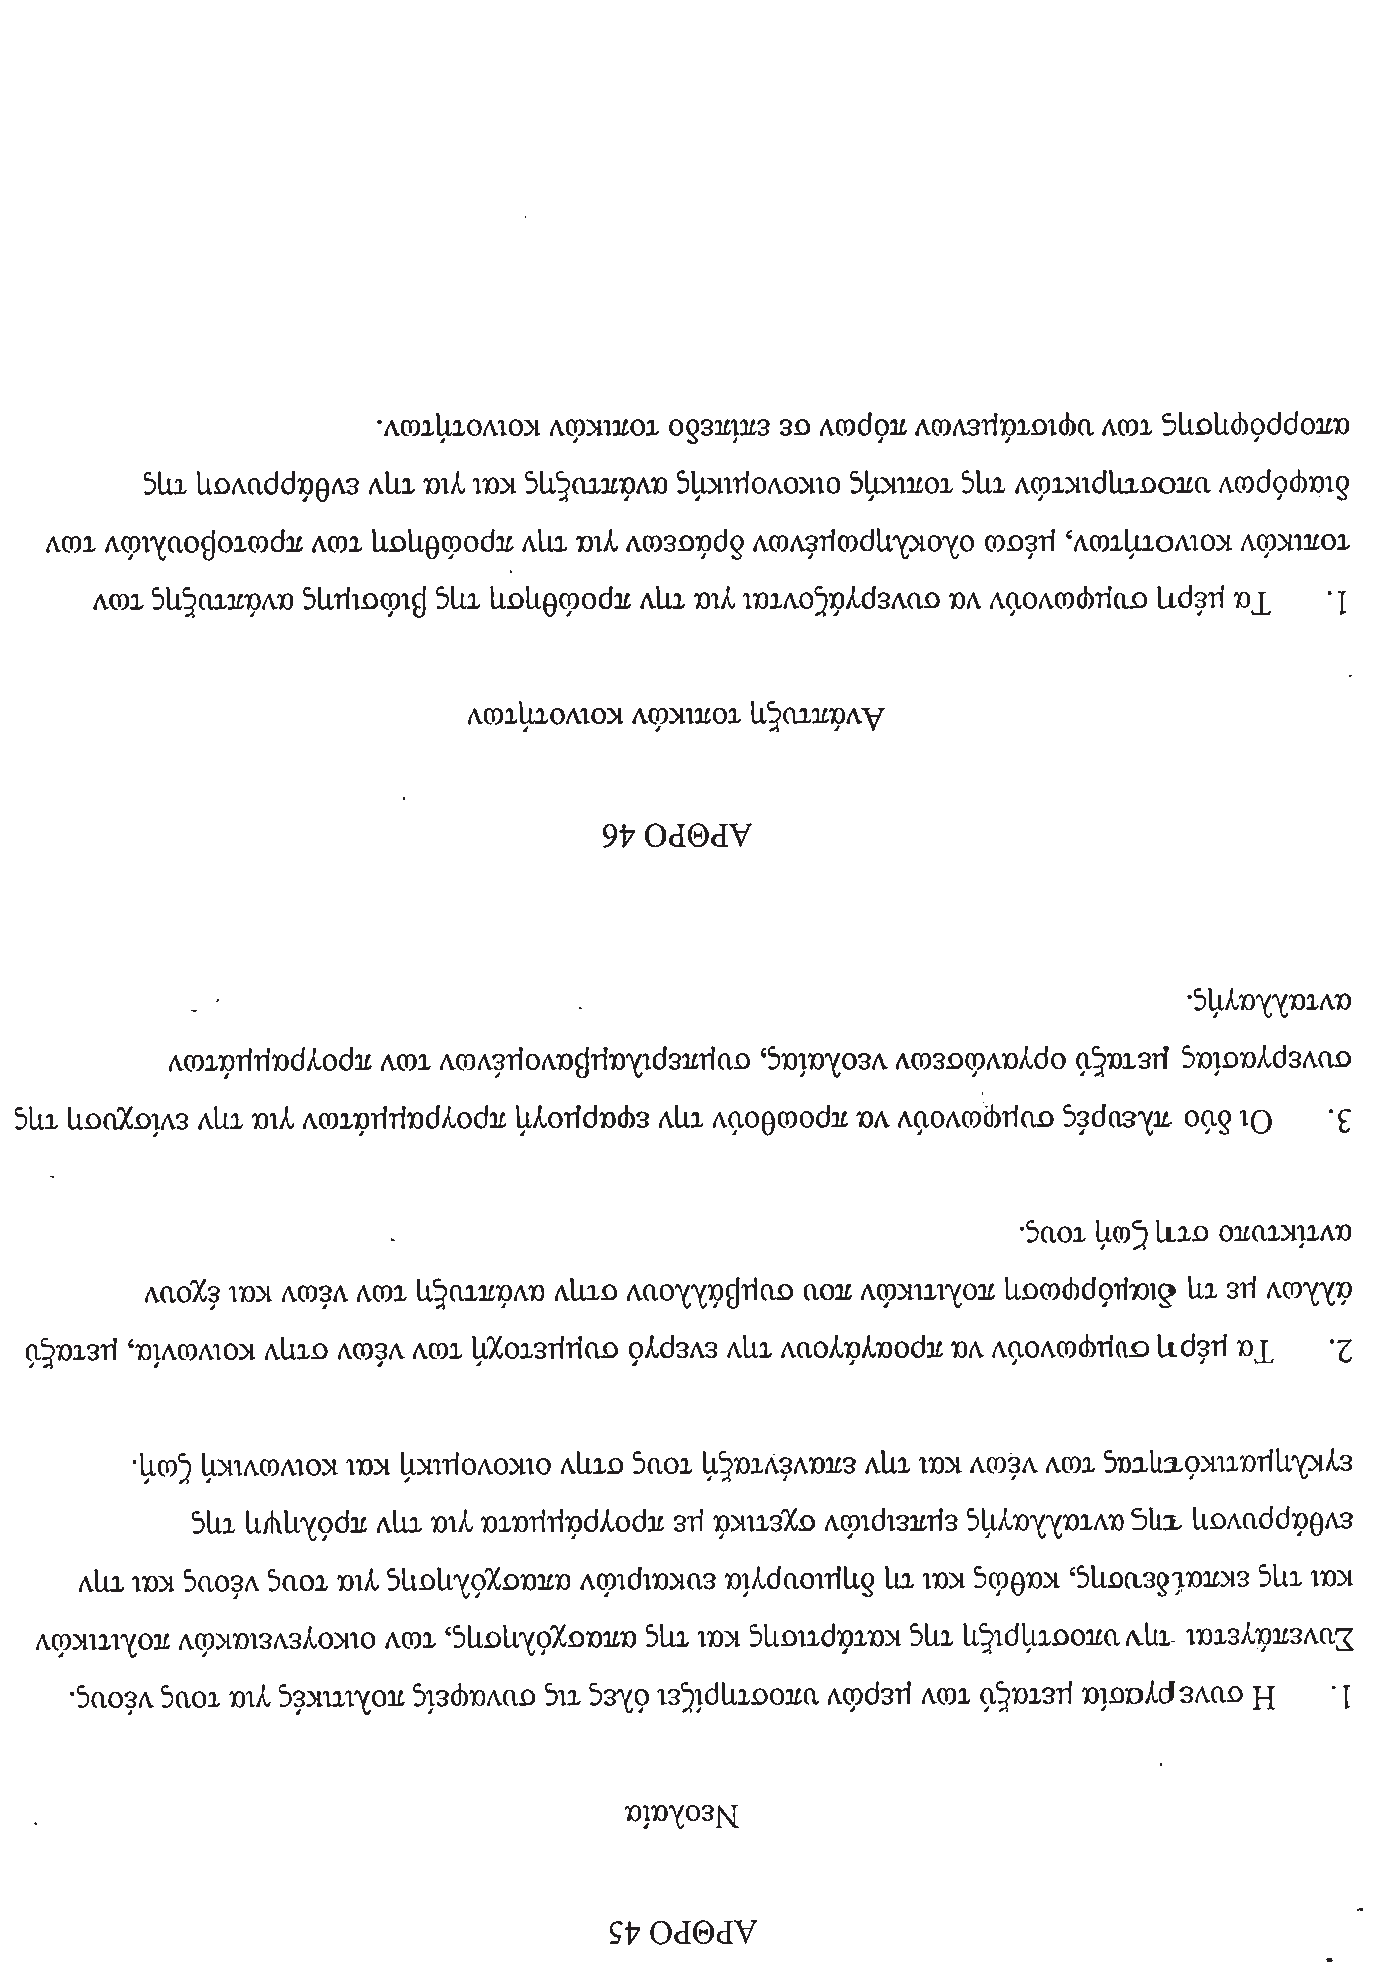 ΑΡΘΡΟ 45
Νεολαία
1. Η συνεργασία μεταξύ των μερών υποστηρίζει όλες τις συναφείς πολιτικές για τους νέους.
Συνεπάγεται την υποστήριξη της κατάρτισης και της απασχόλησης, των οικογενειακών πολιτικών
και της εκπαίδευσης, καθώς και τη δημιουργία ευκαιριών απασχόλησης για τους νέους και την
ενθάρρυνση της ανταλλαγής εμπειριών σχετικά με προγράμματα για την πρόληψη της
εγκληματικότητας των νέων και την επανένταξή τους στην οικονομική και κοινωνική ζωή.
2. Τα μέρη συμφωνούν να προαγάγουν την ενεργό συμμετοχή των νέων στην κοινωνία, μεταξύ
άλλων με τη διαμόρφωση πολιτικών που συμβάλλουν στην ανάπτυξη των νέων και έχουν
αντίκτυπο στη ζωή τους.
3. Οι δύο πλευρές συμφωνούν να προωθούν την εφαρμογή προγραμμάτων για την ενίσχυση της
συνεργασίας μεταξύ οργανώσεων νεολαίας, συμπεριλαμβανομένων των προγραμμάτων
ανταλλαγής.
ΑΡΘΡΟ 46
Ανάπτυξη τοπικών κοινοτήτων
1. Τα μέρη συμφωνούν να συνεργάζονται για την προώθηση της βιώσιμης ανάπτυξης των
τοπικών κοινοτήτων, μέσω ολοκληρωμένων δράσεων για την προώθηση των πρωτοβουλιών των
διαφόρων υποστηρικτών της τοπικής οικονομικής ανάπτυξης και για την ενθάρρυνση της
απορρόφησης των υφιστάμενων πόρων σε επίπεδο τοπικών κοινοτήτων.